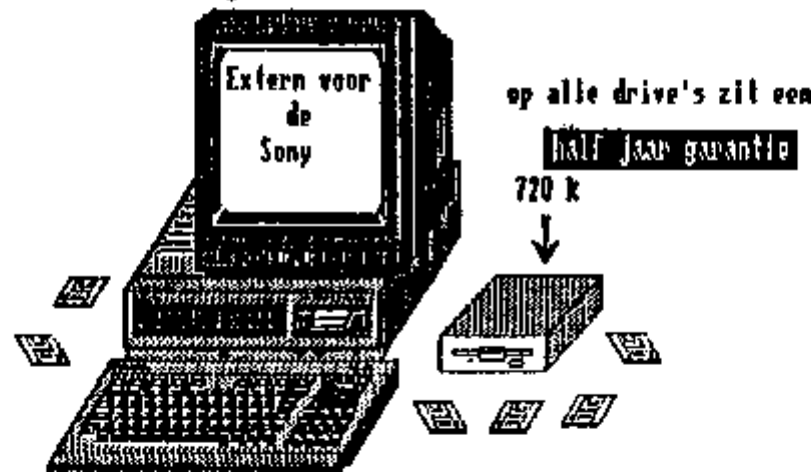 Extern voor
de
Sony
op alle drive's zit een
half jaar garantie
720 k